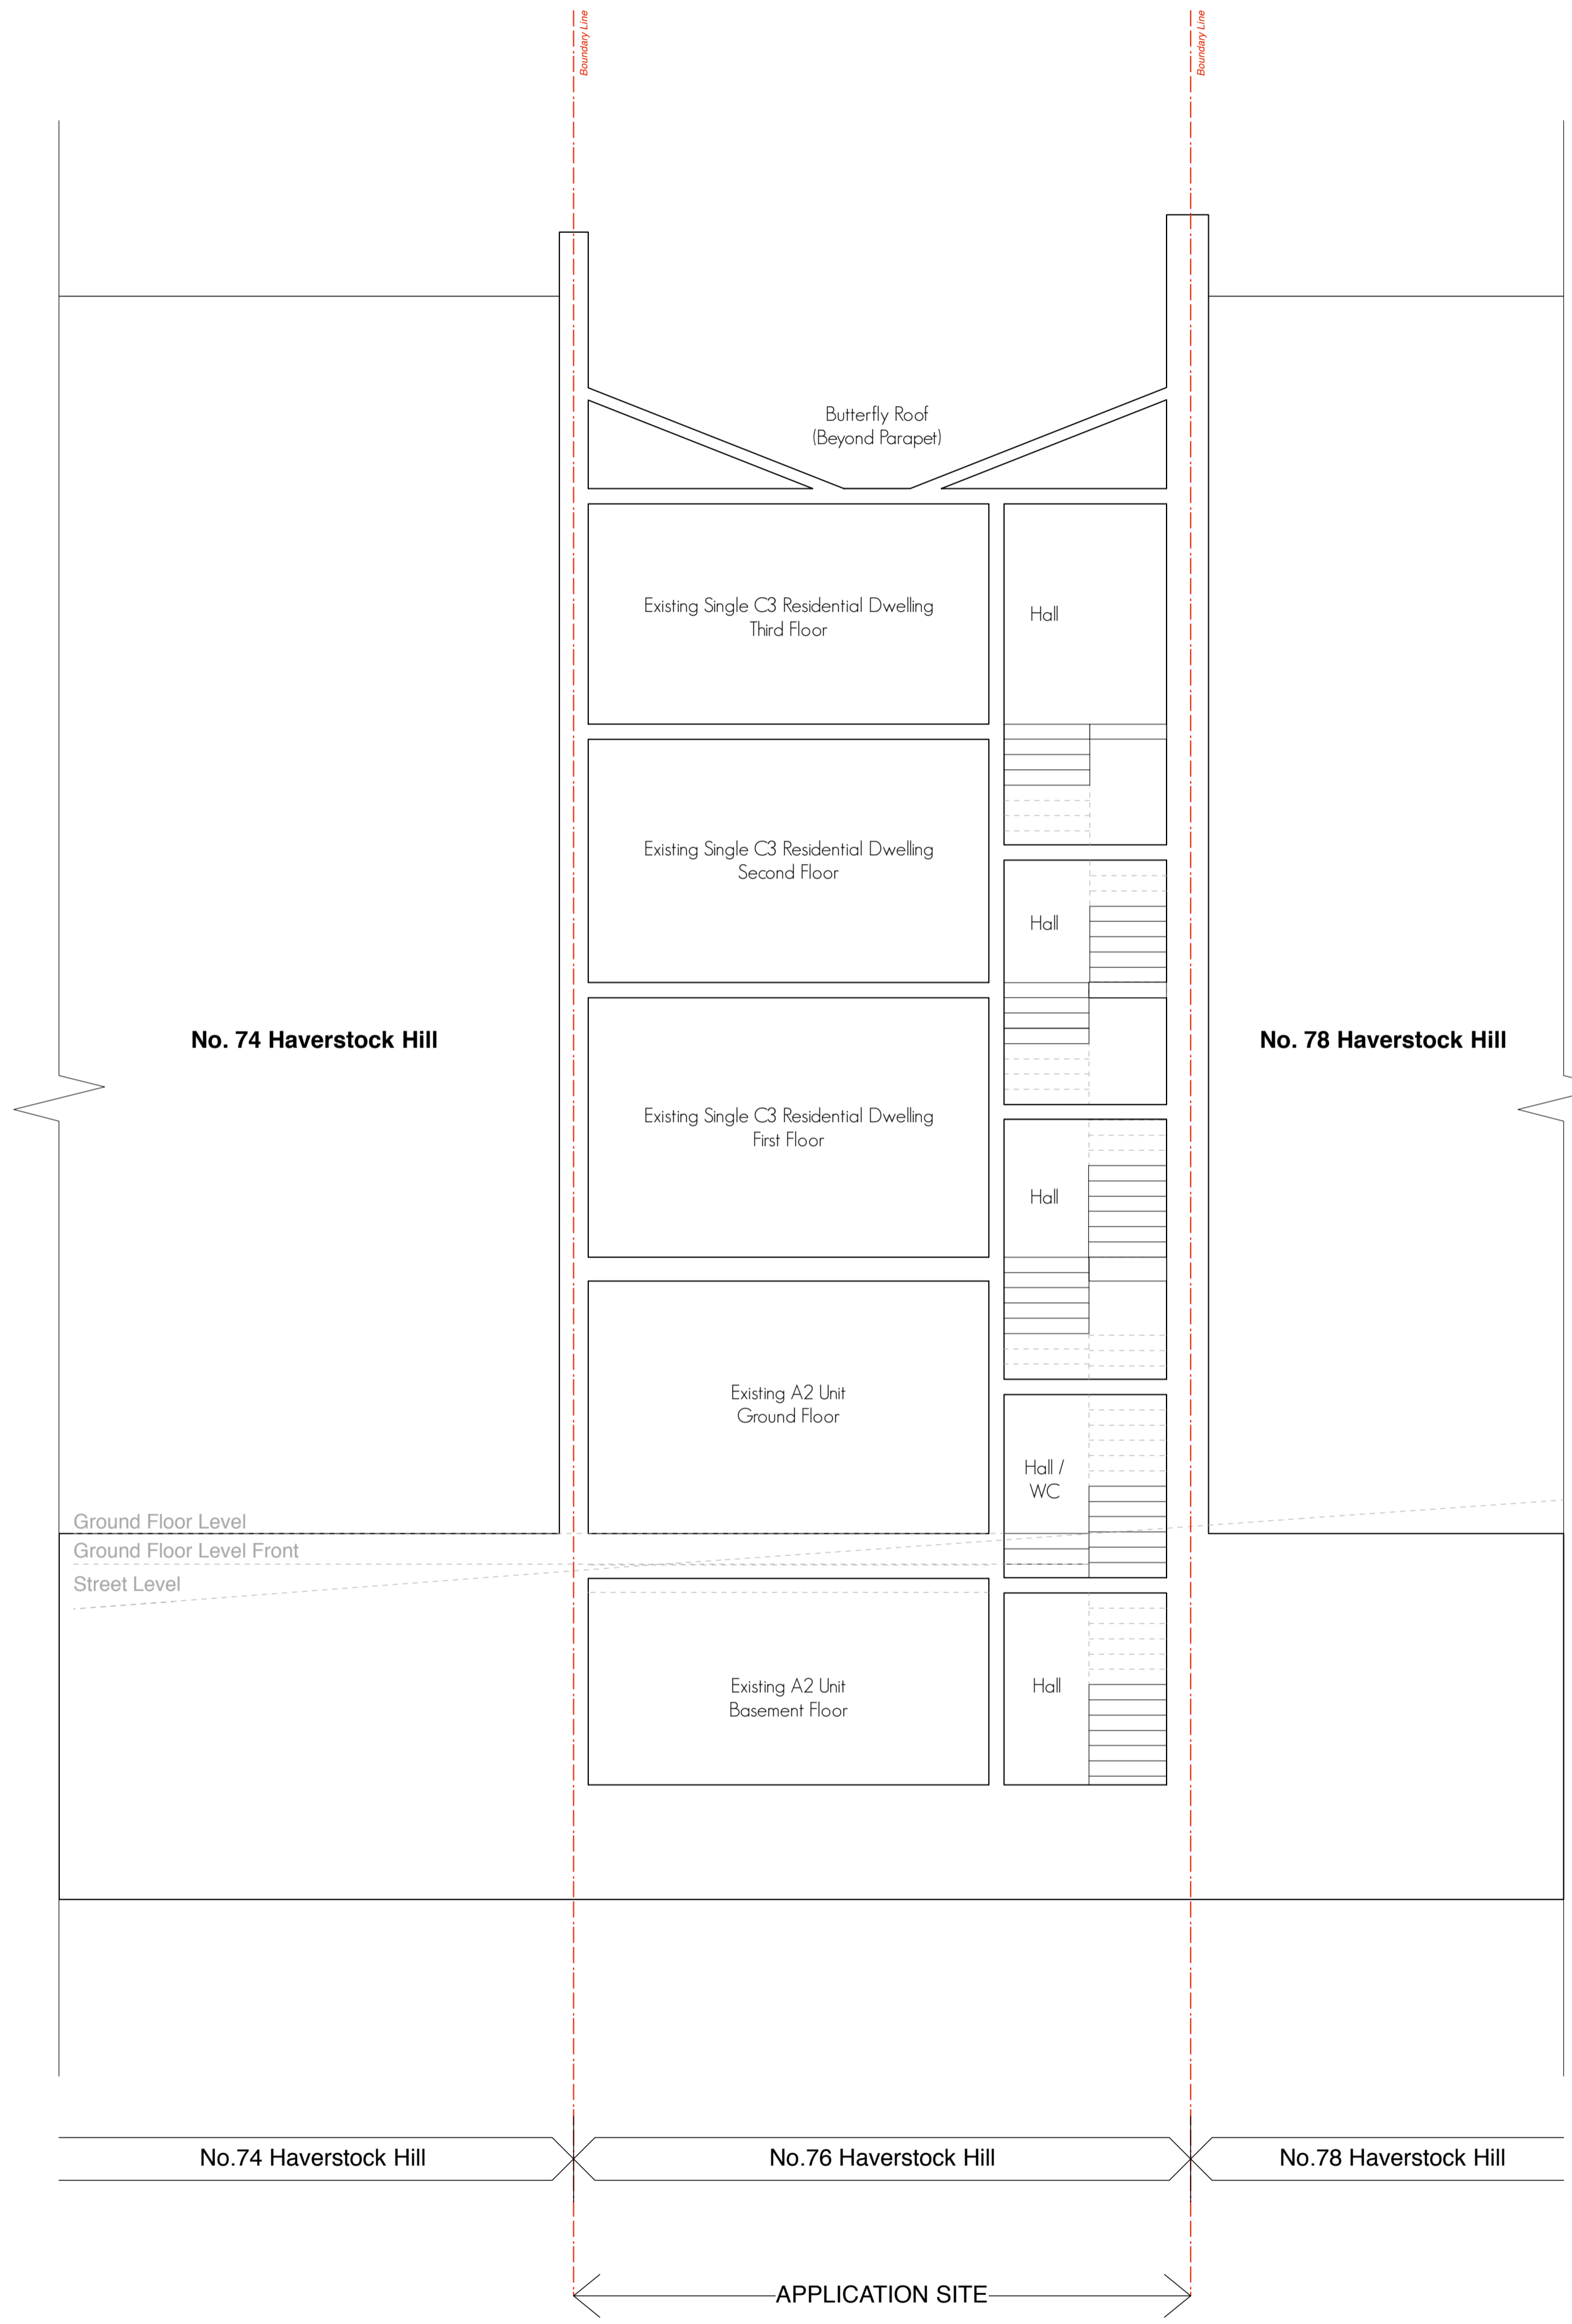 Boundary Line
Boundary Line
Butterfly Roof
(Beyond Parapet)
Existing Single C3 Residential Dwelling
Third Floor
Hall
Existing Single C3 Residential Dwelling
Second Floor
Hall
No. 74 Haverstock Hill
No. 78 Haverstock Hill
Existing Single C3 Residential Dwelling
First Floor
Hall
Existing A2 Unit
Ground Floor
Hall /
WC
Ground Floor Level
Ground Floor Level Front
Street Level
Existing A2 Unit
Basement Floor
Hall
No.74 Haverstock Hill
No.76 Haverstock Hill
No.78 Haverstock Hill
APPLICATION SITE